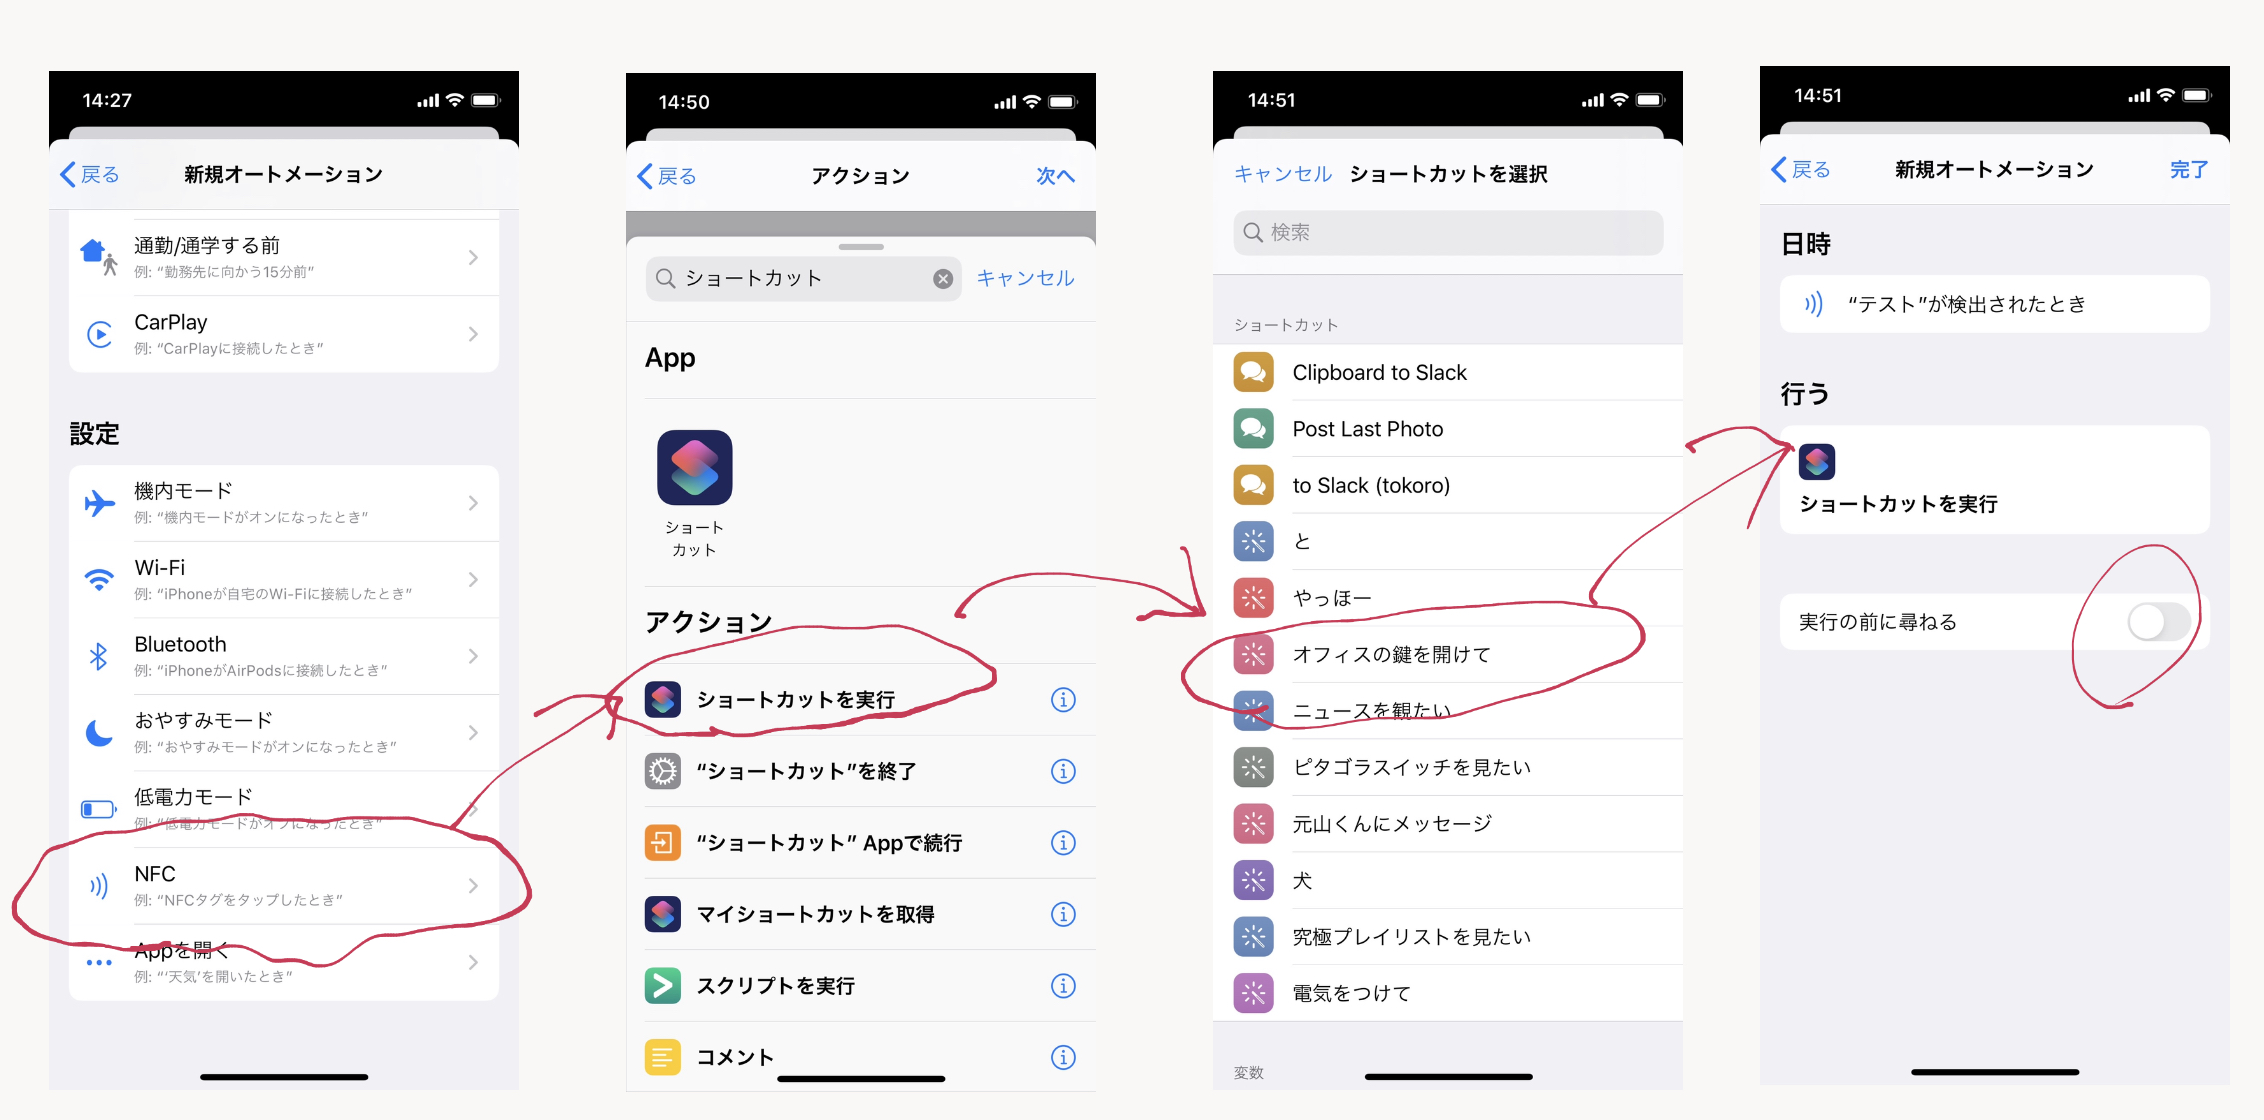 14:27
戻る
新規オートメーション
通勤/通学する前
例: “勤務先に向かう15分前”
CarPlay
例: “CarPlayに接続したとき”
設定
機内モード
例: “機内モードがオンになったとき”
Wi-Fi
例: “iPhoneが自宅のWi-Fiに接続したとき”
Bluetooth
例: “iPhoneがAirPodsに接続したとき”
おやすみモード
例: “おやすみモードがオンになったとき”
低電力モード
例: “低電力モードがオフになったとき”
NFC
例: “NFCタグをタップしたとき”
Appを開く
例: “‘天気’を開いたとき”
14:50
戻る
アクション
次へ
ショートカット
キャンセル
App
ショート
カット
アクション
ショートカットを実行
“ショートカット”を終了
“ショートカット” Appで続行
マイショートカットを取得
スクリプトを実行
コメント
14:51
キャンセル
ショートカットを選択
検索
ショートカット
Clipboard to Slack
Post Last Photo
to Slack (tokoro)
と
やっほー
オフィスの鍵を開けて
ニュースを観たい
ピタゴラスイッチを見たい
元山くんにメッセージ
犬
究極プレイリストを見たい
電気をつけて
変数
14:51
戻る
新規オートメーション
完了
日時
“テスト”が検出されたとき
行う
ショートカットを実行
実行の前に尋ねる